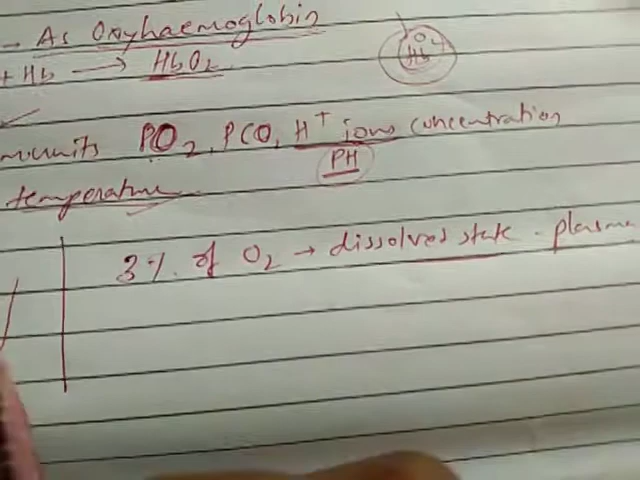 - As Oxyhaemoglobin
+ Hb → HbO2
PO2, PCO, H+ ions concentration
PH
temperature
3% of O2 → dissolved state - plasma